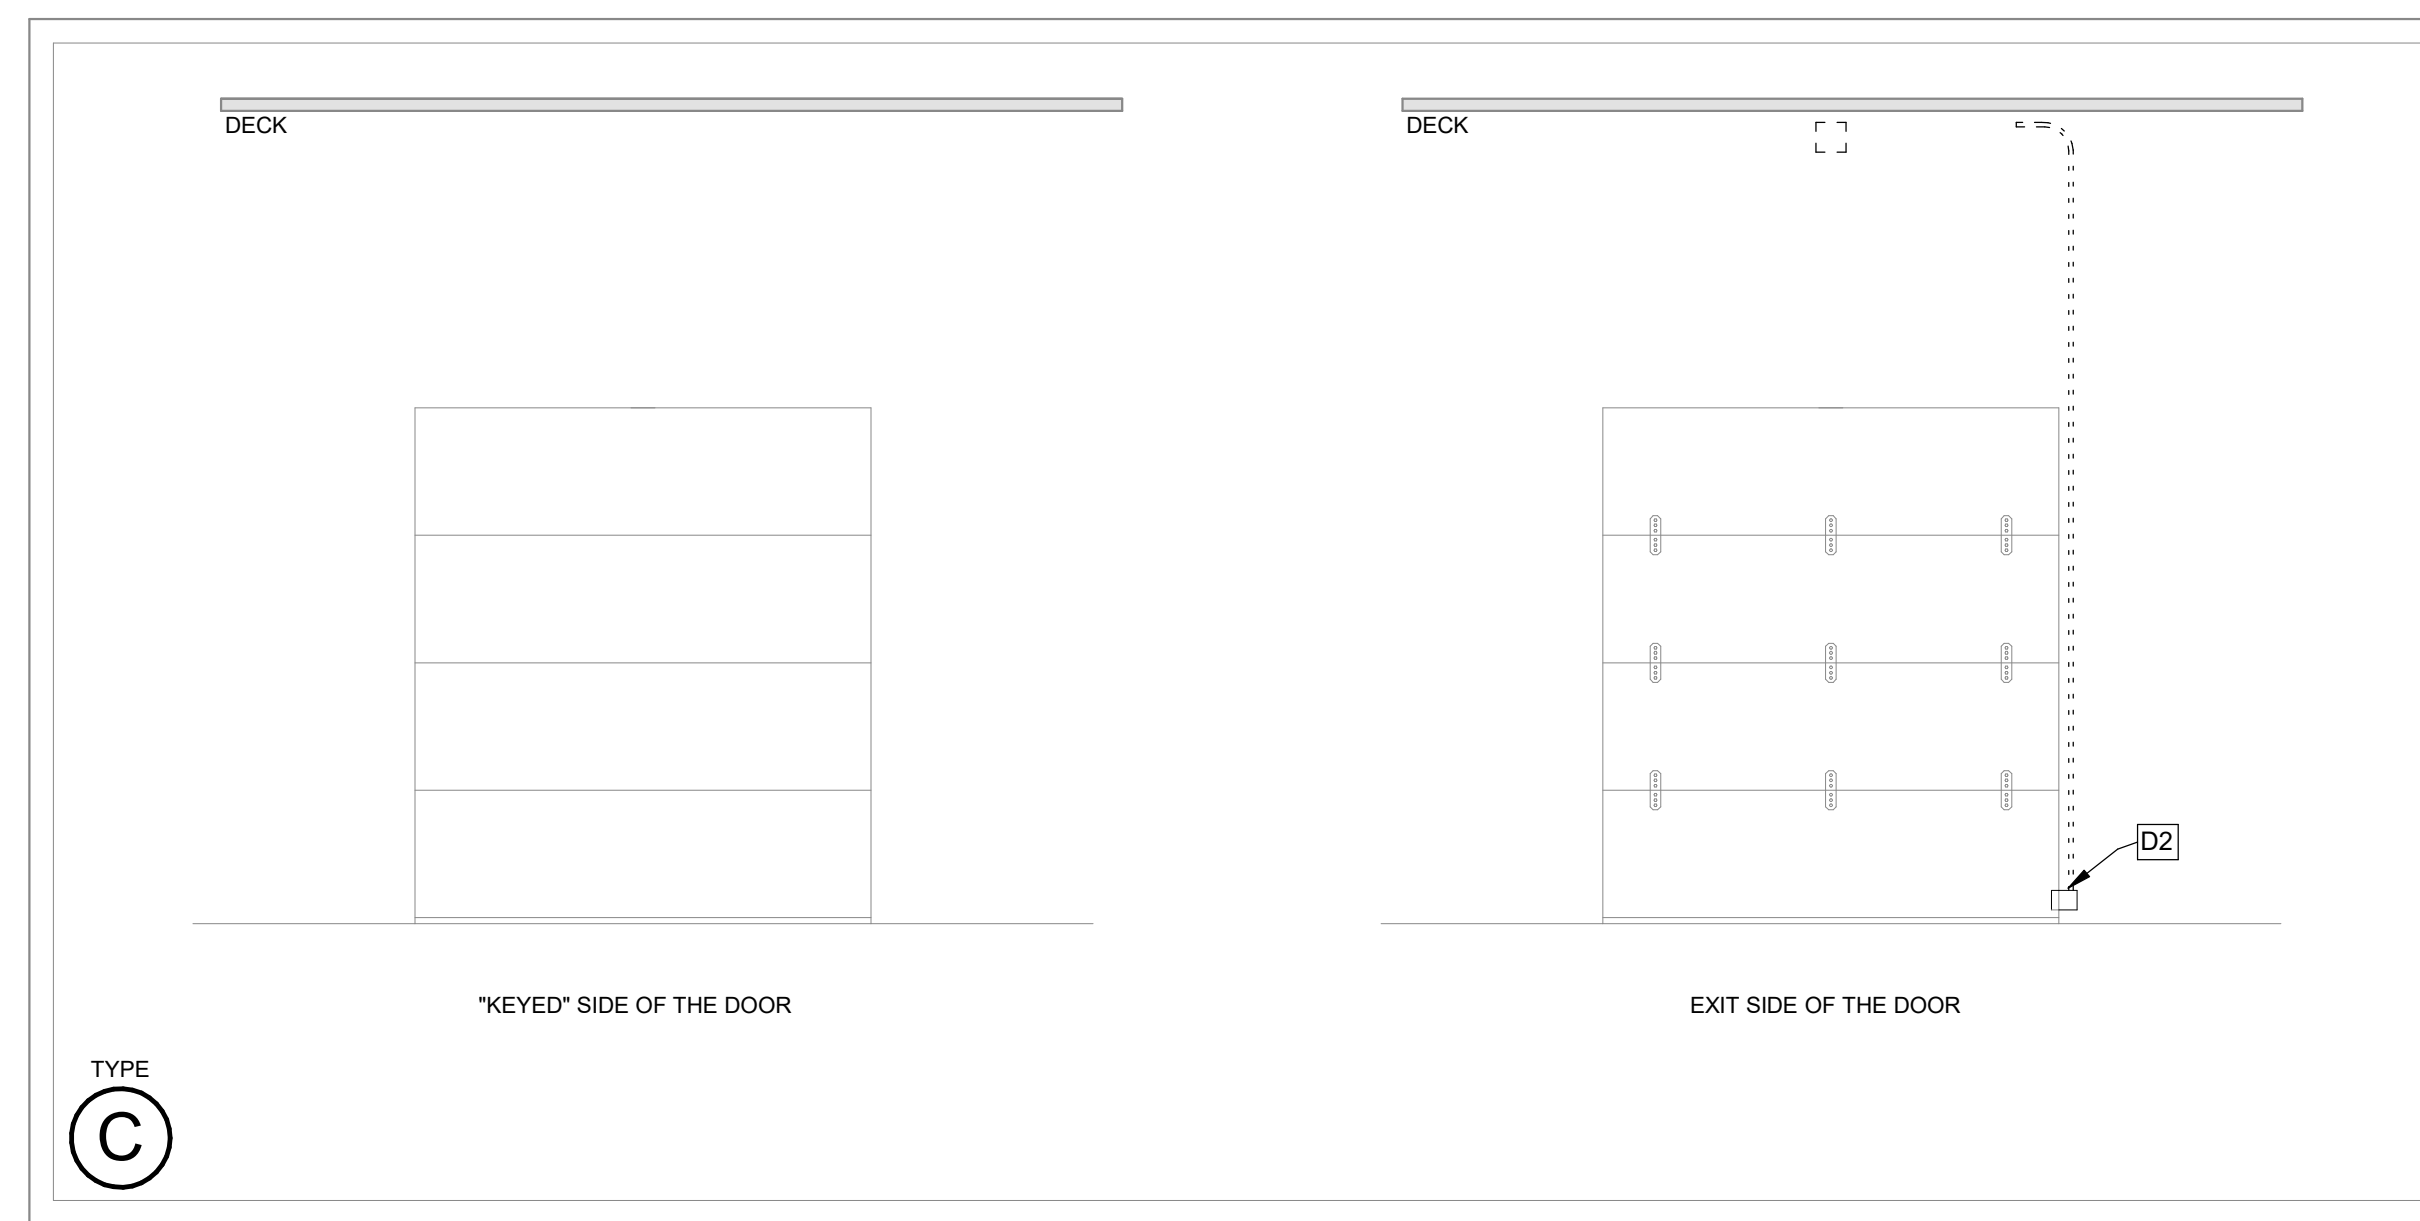 DECK
DECK
D2
"KEYED" SIDE OF THE DOOR
EXIT SIDE OF THE DOOR
TYPE
C